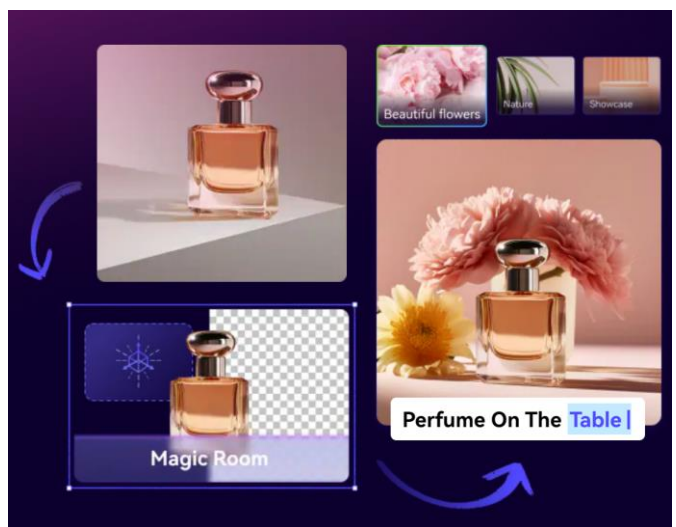 Beautiful flowers
Nature
Showcase
Perfume On The Table
Magic Room